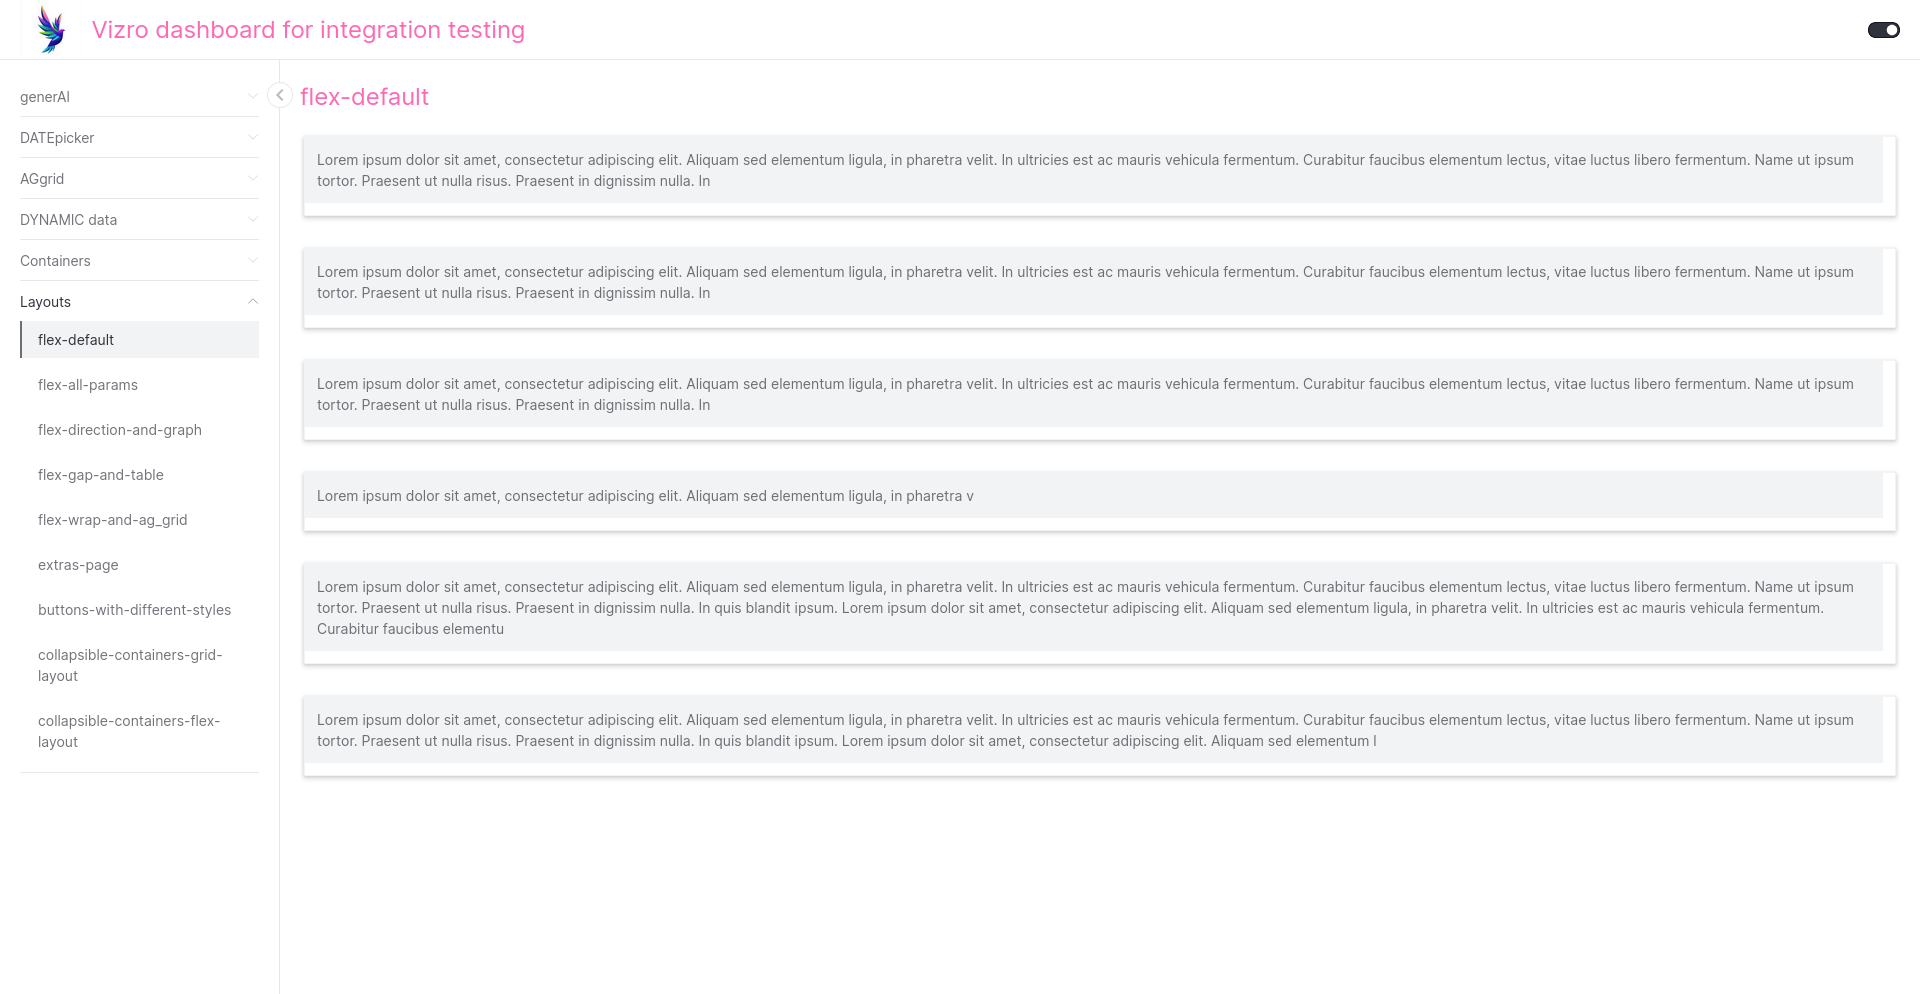 Vizro dashboard for integration testing
generAI
DATEpicker
AGgrid
DYNAMIC data
Containers
Layouts
flex-default
flex-all-params
flex-direction-and-graph
flex-gap-and-table
flex-wrap-and-ag_grid
extras-page
buttons-with-different-styles
collapsible-containers-grid-
layout
collapsible-containers-flex-
layout
flex-default
Lorem ipsum dolor sit amet, consectetur adipiscing elit. Aliquam sed elementum ligula, in pharetra velit. In ultricies est ac mauris vehicula fermentum. Curabitur faucibus elementum lectus, vitae luctus libero fermentum. Name ut ipsum
tortor. Praesent ut nulla risus. Praesent in dignissim nulla. In
Lorem ipsum dolor sit amet, consectetur adipiscing elit. Aliquam sed elementum ligula, in pharetra velit. In ultricies est ac mauris vehicula fermentum. Curabitur faucibus elementum lectus, vitae luctus libero fermentum. Name ut ipsum
tortor. Praesent ut nulla risus. Praesent in dignissim nulla. In
Lorem ipsum dolor sit amet, consectetur adipiscing elit. Aliquam sed elementum ligula, in pharetra velit. In ultricies est ac mauris vehicula fermentum. Curabitur faucibus elementum lectus, vitae luctus libero fermentum. Name ut ipsum
tortor. Praesent ut nulla risus. Praesent in dignissim nulla. In
Lorem ipsum dolor sit amet, consectetur adipiscing elit. Aliquam sed elementum ligula, in pharetra v
Lorem ipsum dolor sit amet, consectetur adipiscing elit. Aliquam sed elementum ligula, in pharetra velit. In ultricies est ac mauris vehicula fermentum. Curabitur faucibus elementum lectus, vitae luctus libero fermentum. Name ut ipsum
tortor. Praesent ut nulla risus. Praesent in dignissim nulla. In quis blandit ipsum. Lorem ipsum dolor sit amet, consectetur adipiscing elit. Aliquam sed elementum ligula, in pharetra velit. In ultricies est ac mauris vehicula fermentum.
Curabitur faucibus elementu
Lorem ipsum dolor sit amet, consectetur adipiscing elit. Aliquam sed elementum ligula, in pharetra velit. In ultricies est ac mauris vehicula fermentum. Curabitur faucibus elementum lectus, vitae luctus libero fermentum. Name ut ipsum
tortor. Praesent ut nulla risus. Praesent in dignissim nulla. In quis blandit ipsum. Lorem ipsum dolor sit amet, consectetur adipiscing elit. Aliquam sed elementum l